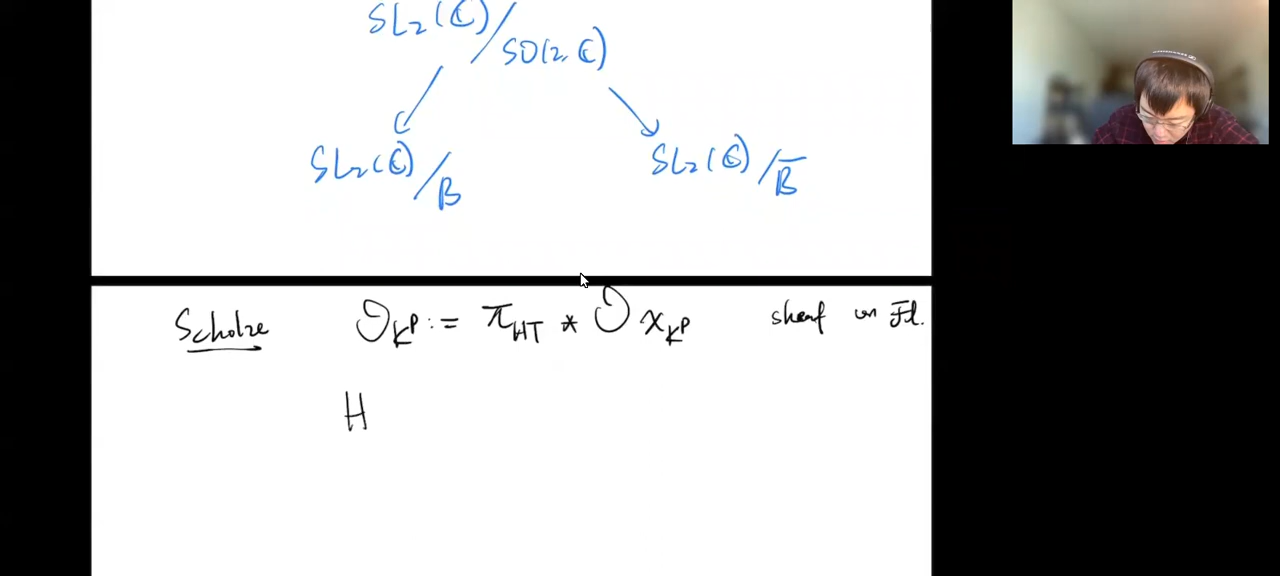 SL₂(ℂ)/SO(2,ℂ)
SL₂(ℂ)/B SL₂(ℂ)/B̄
Scholze 𝒪_{K^p} := π_{HT *} 𝒪_{𝒳_{K^p}} sheaf on Fl.
H